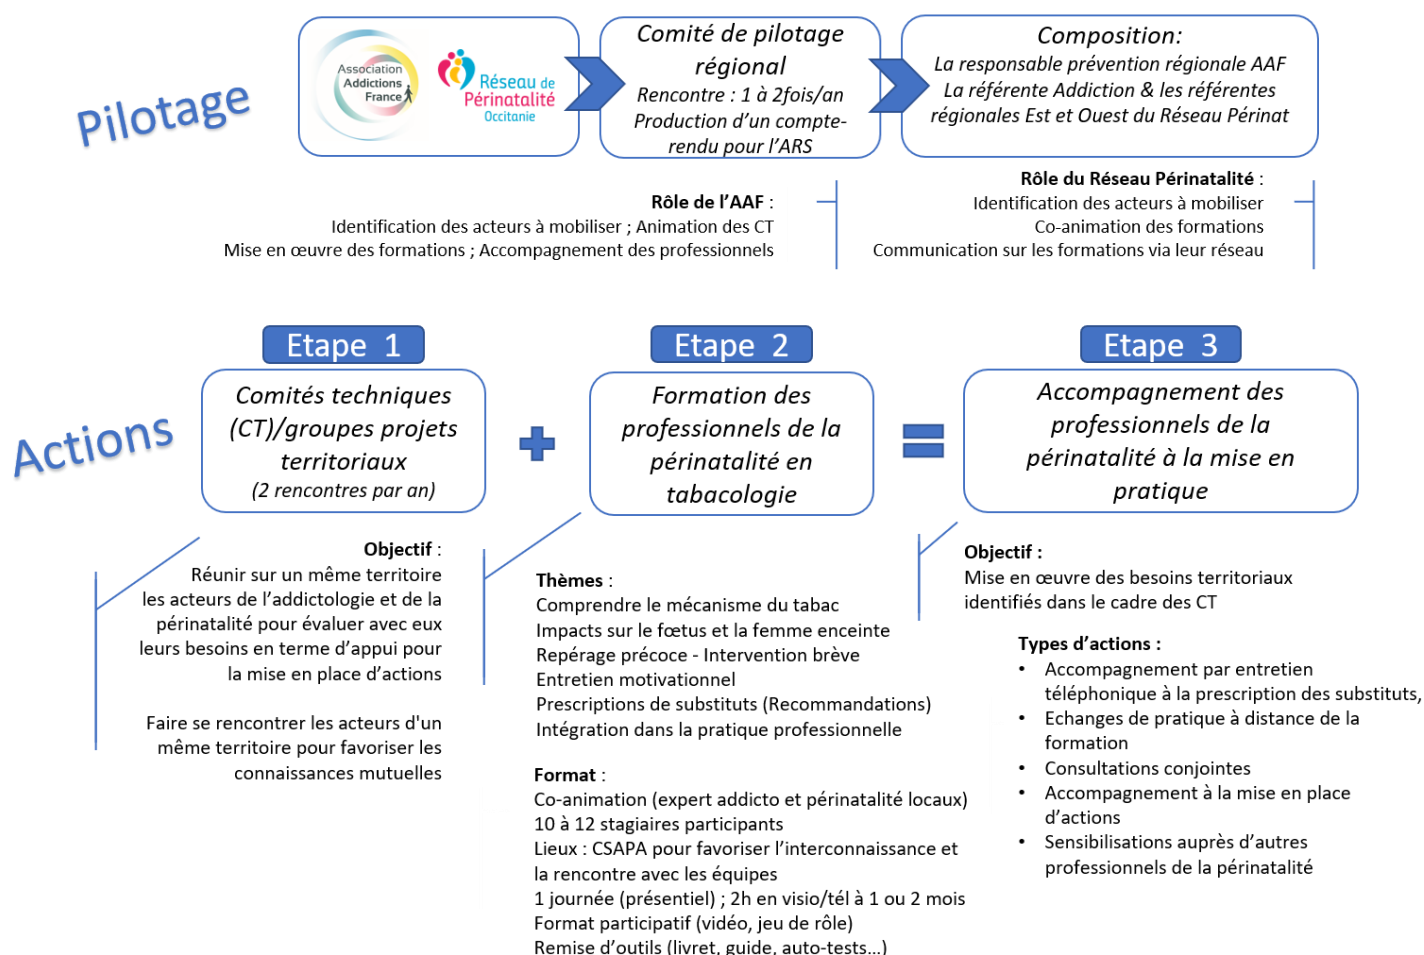 Pilotage
Association
Addictions
France
Réseau de
Périnatalité
Occitanie
Comité de pilotage
régional
Rencontre : 1 à 2fois/an
Production d’un compte-
rendu pour l’ARS
Composition:
La responsable prévention régionale AAF
La référente Addiction & les référentes
régionales Est et Ouest du Réseau Périnat
Rôle de l’AAF :
Identification des acteurs à mobiliser ; Animation des CT
Mise en œuvre des formations ; Accompagnement des professionnels
Rôle du Réseau Périnatalité :
Identification des acteurs à mobiliser
Co-animation des formations
Communication sur les formations via leur réseau
Actions
Etape 1
Comités techniques
(CT)/groupes projets
territoriaux
(2 rencontres par an)
Objectif :
Réunir sur un même territoire
les acteurs de l’addictologie et de la
périnatalité pour évaluer avec eux
leurs besoins en terme d’appui pour
la mise en place d’actions
Faire se rencontrer les acteurs d'un
même territoire pour favoriser les
connaissances mutuelles
Etape 2
Formation des
professionnels de la
périnatalité en
tabacologie
Thèmes :
Comprendre le mécanisme du tabac
Impacts sur le fœtus et la femme enceinte
Repérage précoce - Intervention brève
Entretien motivationnel
Prescriptions de substituts (Recommandations)
Intégration dans la pratique professionnelle
Format :
Co-animation (expert addicto et périnatalité locaux)
10 à 12 stagiaires participants
Lieux : CSAPA pour favoriser l’interconnaissance et
la rencontre avec les équipes
1 journée (présentiel) ; 2h en visio/tél à 1 ou 2 mois
Format participatif (vidéo, jeu de rôle)
Remise d’outils (livret, guide, auto-tests...)
Etape 3
Accompagnement des
professionnels de la
périnatalité à la mise en
pratique
Objectif :
Mise en œuvre des besoins territoriaux
identifiés dans le cadre des CT
Types d’actions :
• Accompagnement par entretien
téléphonique à la prescription des substituts,
• Echanges de pratique à distance de la
formation
• Consultations conjointes
• Accompagnement à la mise en place
d’actions
• Sensibilisations auprès d’autres
professionnels de la périnatalité